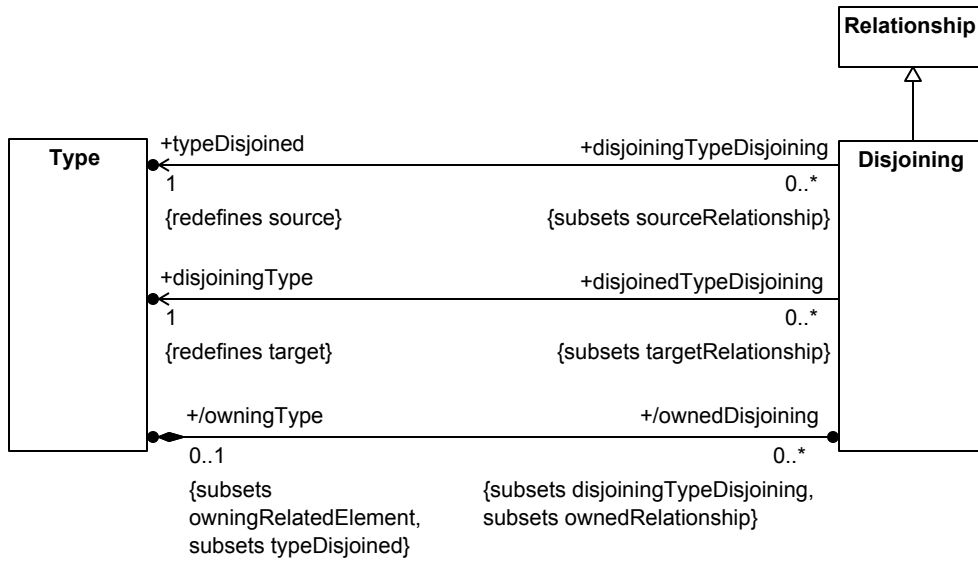 Relationship
Type
+typeDisjoined
+disjoiningTypeDisjoining
Disjoining
1
0..*
{redefines source}
{subsets sourceRelationship}
+disjoiningType
+disjoinedTypeDisjoining
1
0..*
{redefines target}
{subsets targetRelationship}
+/owningType
+/ownedDisjoining
0..1
0..*
{subsets
owningRelatedElement,
subsets typeDisjoined}
{subsets disjoiningTypeDisjoining,
subsets ownedRelationship}